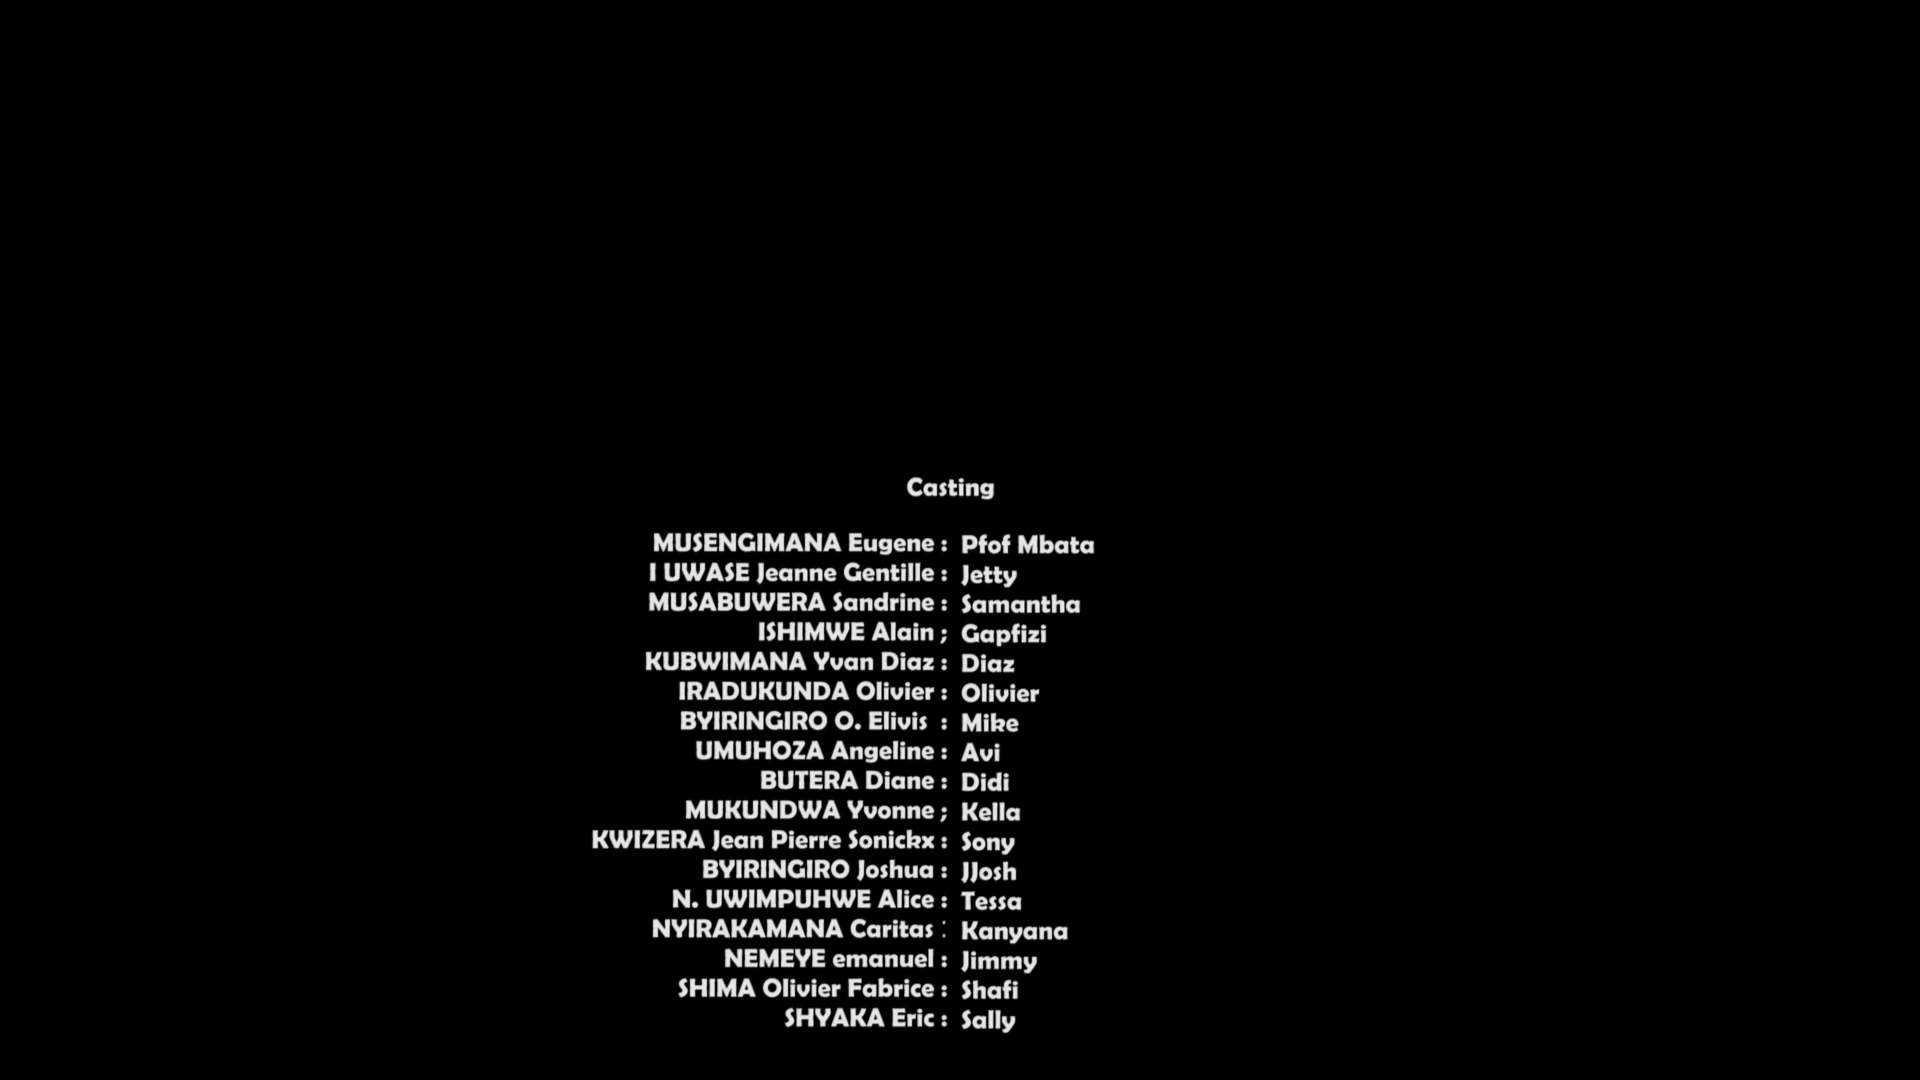 Casting
MUSENGIMANA Eugene : Pfof Mbata
I UWASE Jeanne Gentille : Jetty
MUSABUWERA Sandrine : Samantha
ISHIMWE Alain ; Gapfizi
KUBWIMANA Yvan Diaz : Diaz
IRADUKUNDA Olivier : Olivier
BYIRINGIRO O. Elivis : Mike
UMUHOZA Angeline : Avi
BUTERA Diane : Didi
MUKUNDWA Yvonne ; Kella
KWIZERA Jean Pierre Sonickx : Sony
BYIRINGIRO Joshua : JJosh
N. UWIMPUHWE Alice : Tessa
NYIRAKAMANA Caritas : Kanyana
NEMEYE emanuel : Jimmy
SHIMA Olivier Fabrice : Shafi
SHYAKA Eric : Sally